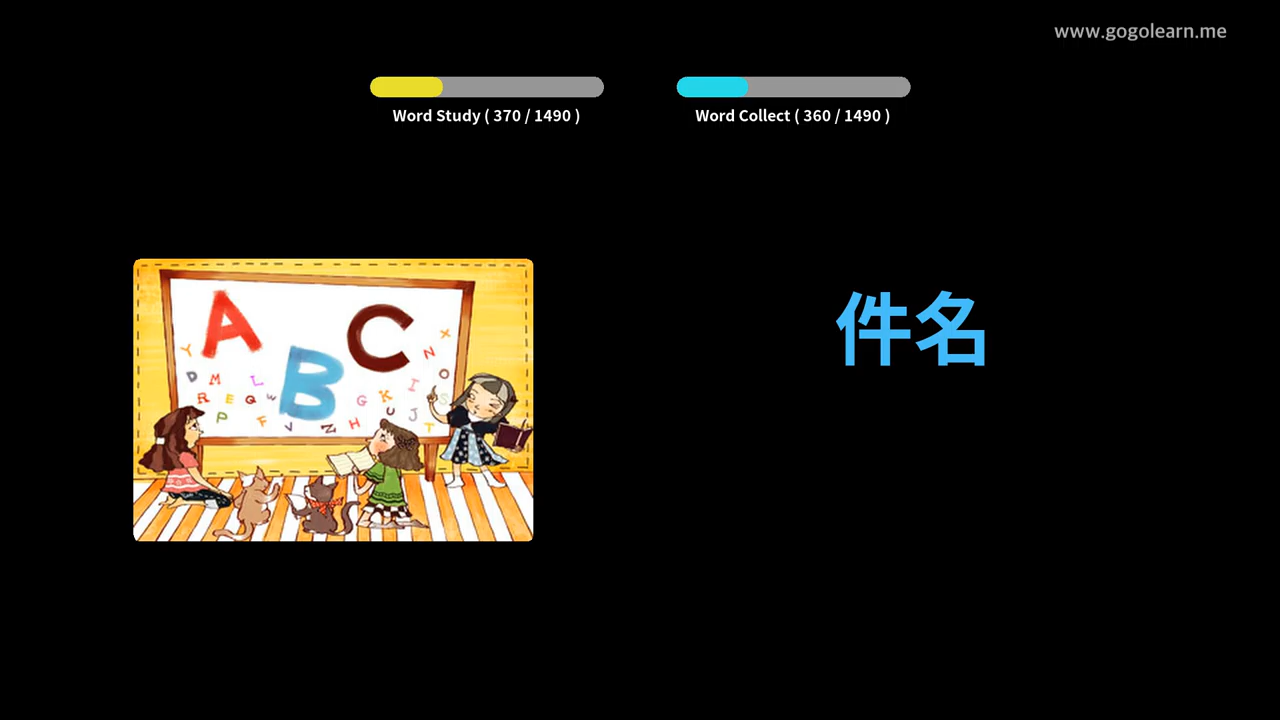 www.gogolearn.me
Word Study ( 370 / 1490 )
Word Collect ( 360 / 1490 )
件名
A
B
C
Y
X
N
D
M
L
O
R
E
Q
W
G
K
I
S
P
F
V
Z
H
U
J
T